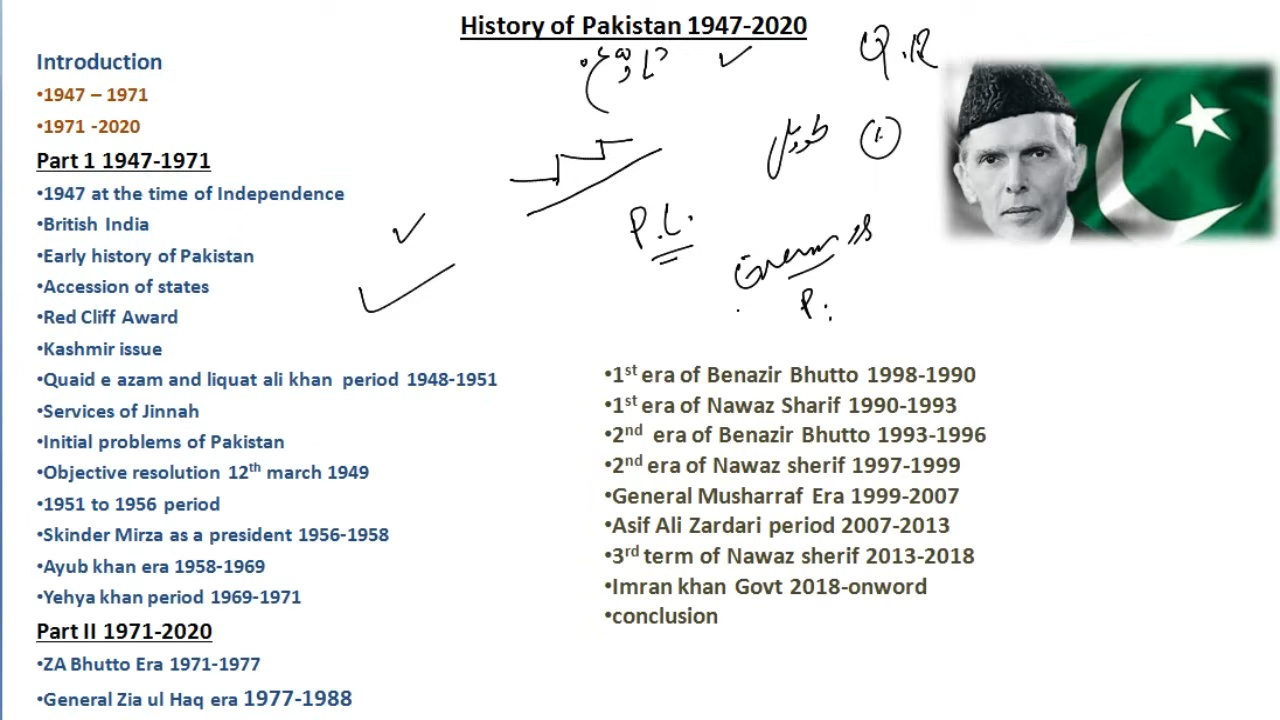 History of Pakistan 1947-2020
Introduction
•1947 – 1971
•1971 -2020
Part 1 1947-1971
•1947 at the time of Independence
•British India
•Early history of Pakistan
•Accession of states
•Red Cliff Award
•Kashmir issue
•Quaid e azam and liquat ali khan period 1948-1951
•Services of Jinnah
•Initial problems of Pakistan
•Objective resolution 12th march 1949
•1951 to 1956 period
•Skinder Mirza as a president 1956-1958
•Ayub khan era 1958-1969
•Yehya khan period 1969-1971
Part II 1971-2020
•ZA Bhutto Era 1971-1977
•General Zia ul Haq era 1977-1988
•1st era of Benazir Bhutto 1998-1990
•1st era of Nawaz Sharif 1990-1993
•2nd era of Benazir Bhutto 1993-1996
•2nd era of Nawaz sherif 1997-1999
•General Musharraf Era 1999-2007
•Asif Ali Zardari period 2007-2013
•3rd term of Nawaz sherif 2013-2018
•Imran khan Govt 2018-onword
•conclusion
P.L.